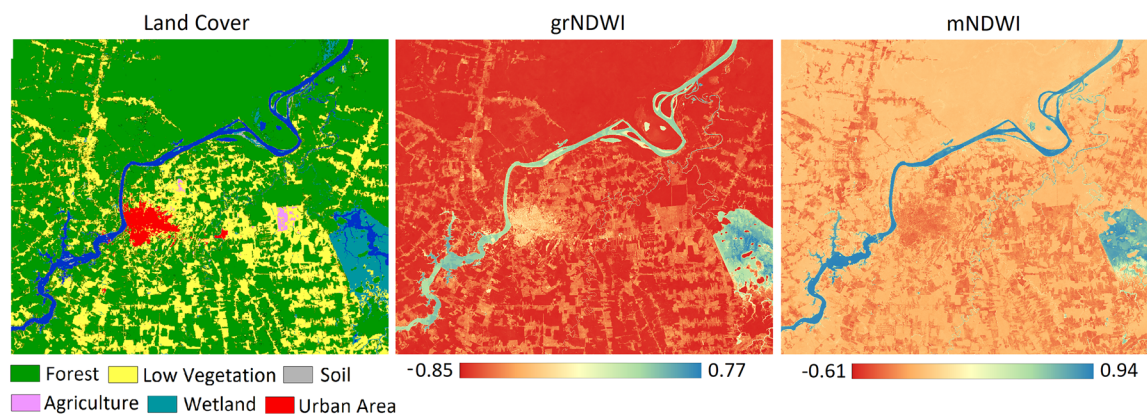 Land Cover
grNDWI
mNDWI
Forest Low Vegetation Soil
Agriculture Wetland Urban Area
-0.85 0.77
-0.61 0.94